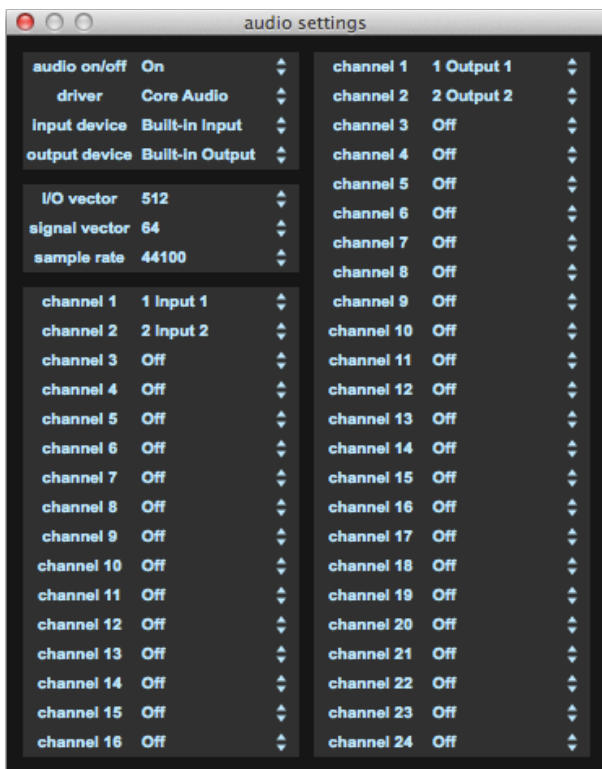 audio settings
audio on/off On
driver Core Audio
input device Built-in Input
output device Built-in Output
I/O vector 512
signal vector 64
sample rate 44100
channel 1 1 Input 1
channel 2 2 Input 2
channel 3 Off
channel 4 Off
channel 5 Off
channel 6 Off
channel 7 Off
channel 8 Off
channel 9 Off
channel 10 Off
channel 11 Off
channel 12 Off
channel 13 Off
channel 14 Off
channel 15 Off
channel 16 Off
channel 1 1 Output 1
channel 2 2 Output 2
channel 3 Off
channel 4 Off
channel 5 Off
channel 6 Off
channel 7 Off
channel 8 Off
channel 9 Off
channel 10 Off
channel 11 Off
channel 12 Off
channel 13 Off
channel 14 Off
channel 15 Off
channel 16 Off
channel 17 Off
channel 18 Off
channel 19 Off
channel 20 Off
channel 21 Off
channel 22 Off
channel 23 Off
channel 24 Off